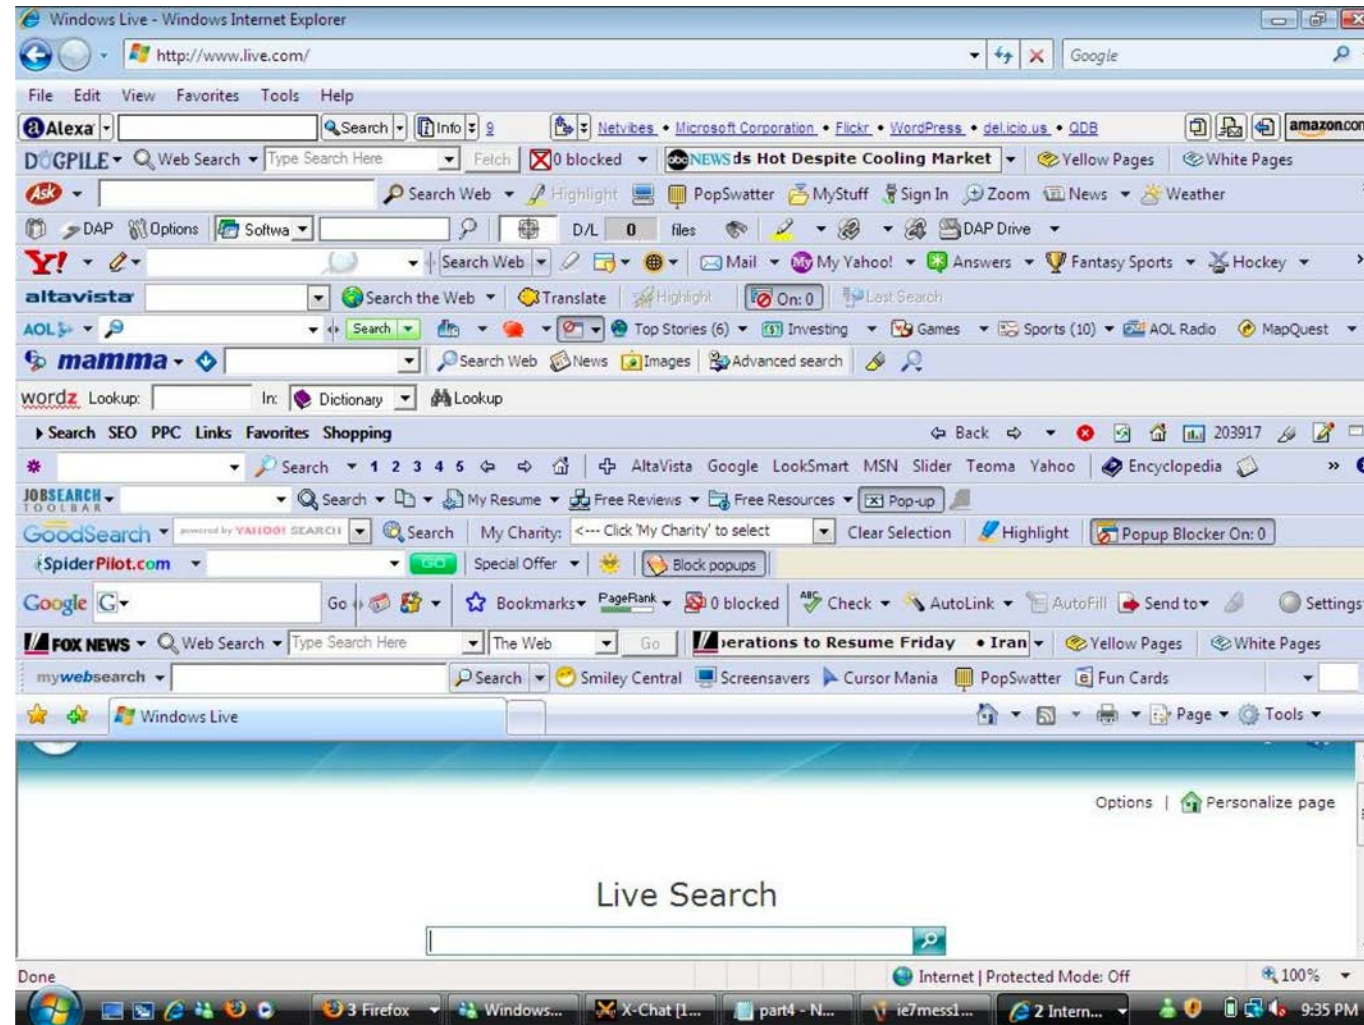 Windows Live - Windows Internet Explorer
http://www.live.com/ Google
File Edit View Favorites Tools Help
Alexa Search Info 9 Netvibes • Microsoft Corporation • Flickr • WordPress • del.icio.us • QDB amazon.com
DOGPILE Web Search Type Search Here Fetch 0 blocked abc NEWS ds Hot Despite Cooling Market Yellow Pages White Pages
Ask Search Web Highlight PopSwatter MyStuff Sign In Zoom News Weather
DAP Options Softwa D/L 0 files DAP Drive
Y! Search Web Mail My My Yahoo! Answers Fantasy Sports Hockey »
altavista Search the Web Translate Highlight On: 0 Last Search
AOL Search Top Stories (6) Investing Games Sports (10) AOL Radio MapQuest
mamma Search Web News Images Advanced search
wordz Lookup: In: Dictionary Lookup
Search SEO PPC Links Favorites Shopping Back 203917
Search 1 2 3 4 5 AltaVista Google LookSmart MSN Slider Teoma Yahoo Encyclopedia »
JOBSEARCH TOOLBAR Search My Resume Free Reviews Free Resources Pop-up
GoodSearch powered by YAHOO! SEARCH Search My Charity: <--- Click 'My Charity' to select Clear Selection Highlight Popup Blocker On: 0
SpiderPilot.com GO Special Offer Block popups
Google G Go Bookmarks PageRank 0 blocked ABC Check AutoLink AutoFill Send to Settings
FOX NEWS Web Search Type Search Here The Web Go perations to Resume Friday • Iran Yellow Pages White Pages
mywebsearch Search Smiley Central Screensavers Cursor Mania PopSwatter Fun Cards
Windows Live Page Tools
Options | Personalize page
Live Search
Done Internet | Protected Mode: Off 100%
3 Firefox Windows... X-Chat [1... part4 - N... ie7mess1... 2 Intern... 9:35 PM